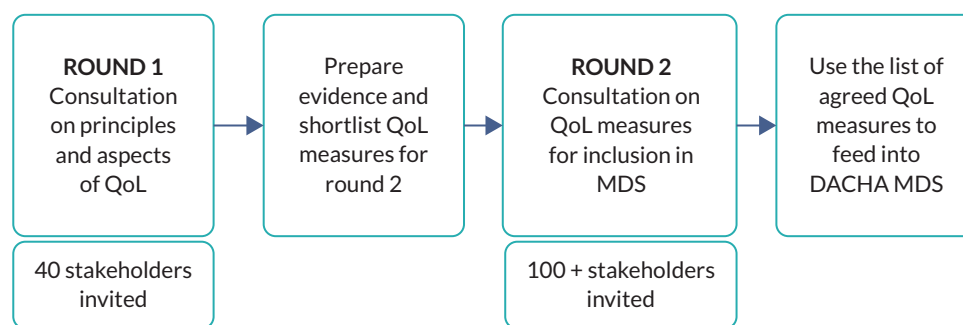 ROUND 1
Consultation
on principles
and aspects
of QoL
40 stakeholders
invited
Prepare
evidence and
shortlist QoL
measures for
round 2
ROUND 2
Consultation on
QoL measures
for inclusion in
MDS
100 + stakeholders
invited
Use the list of
agreed QoL
measures to
feed into
DACHA MDS